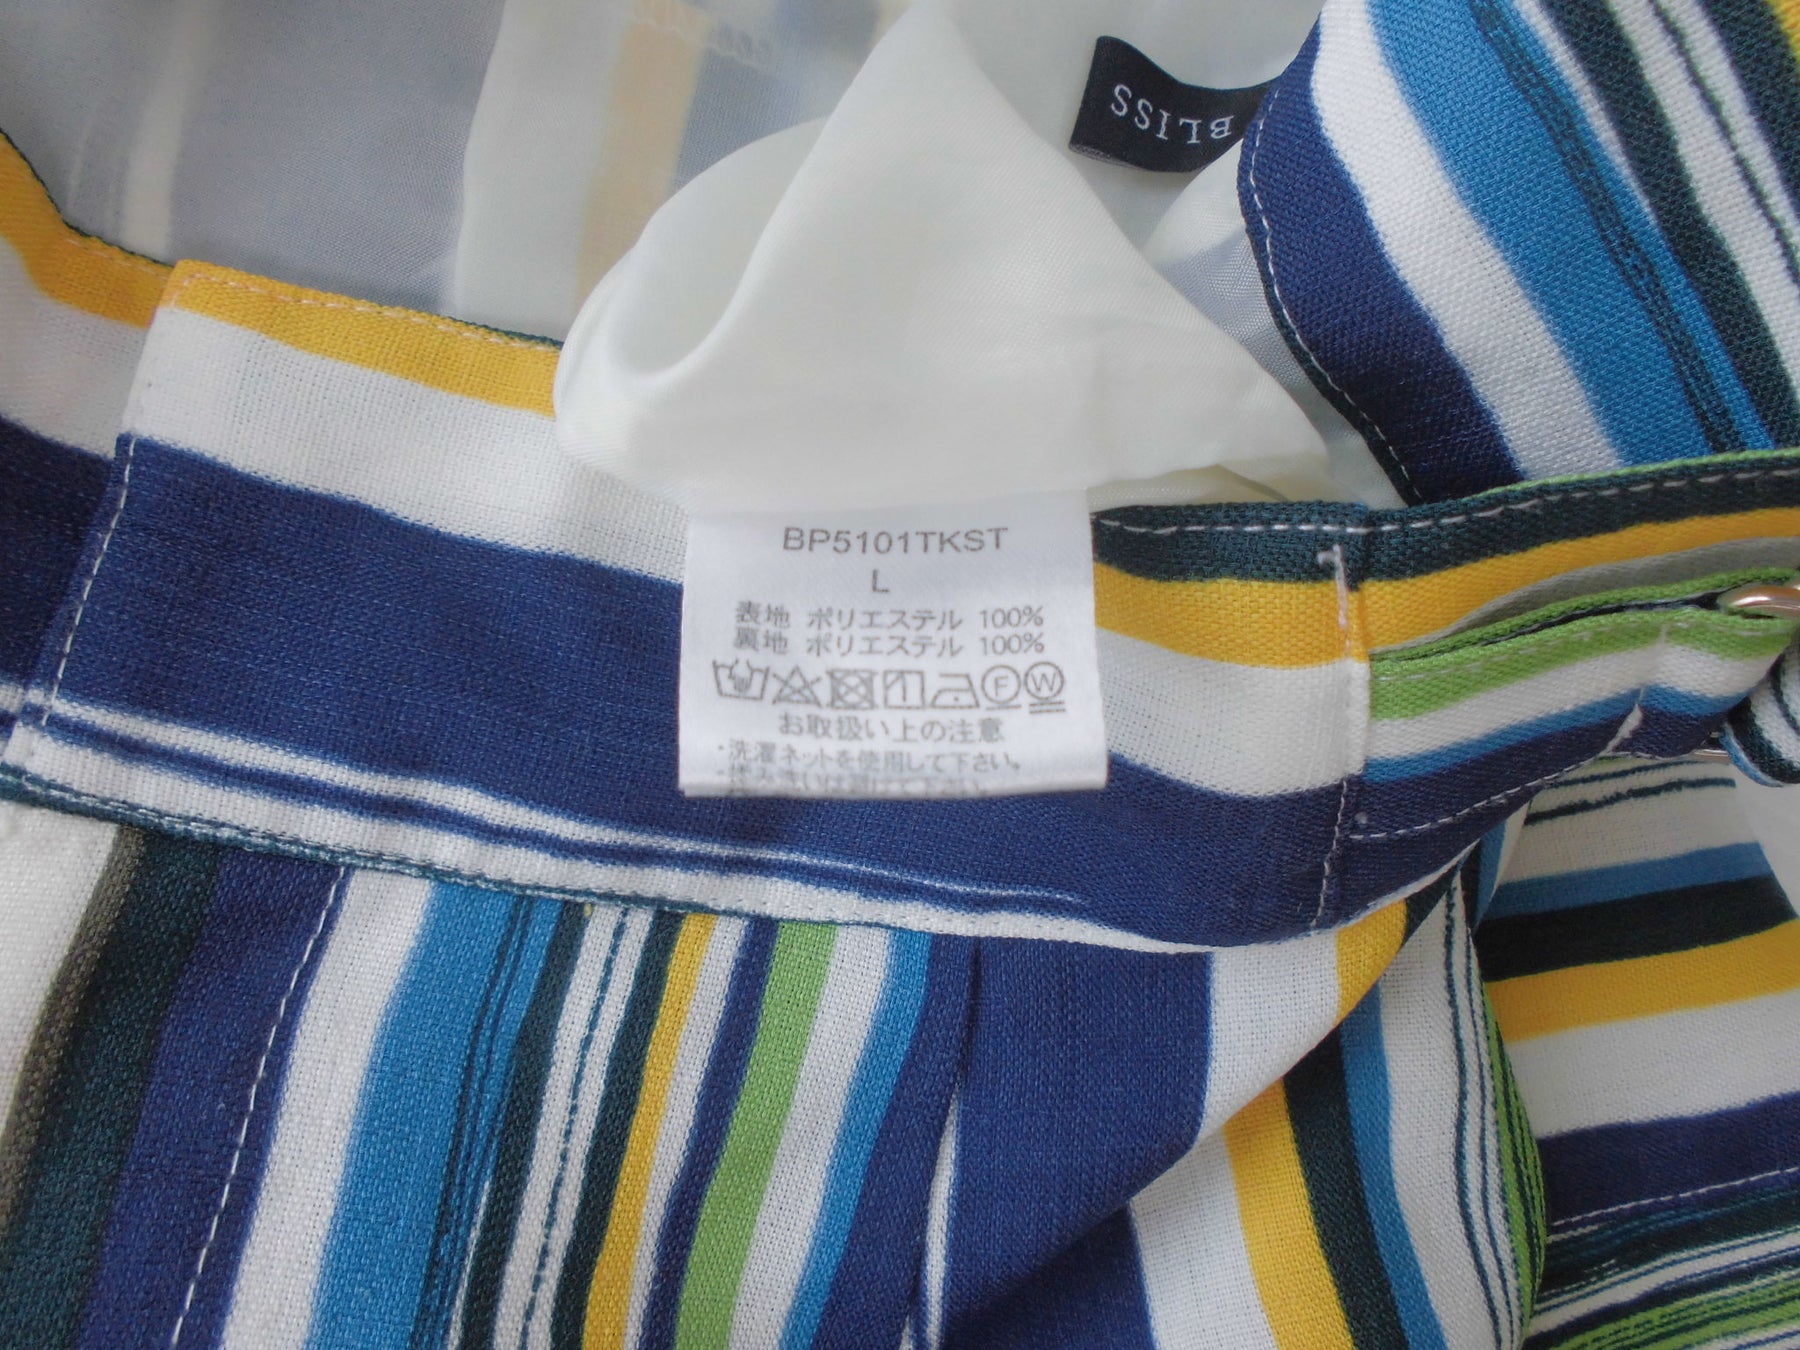 BLISS
BP5101TKST
L
表地 ポリエステル 100%
裏地 ポリエステル 100%
F W
お取扱い上の注意
・洗濯ネットを使用して下さい。